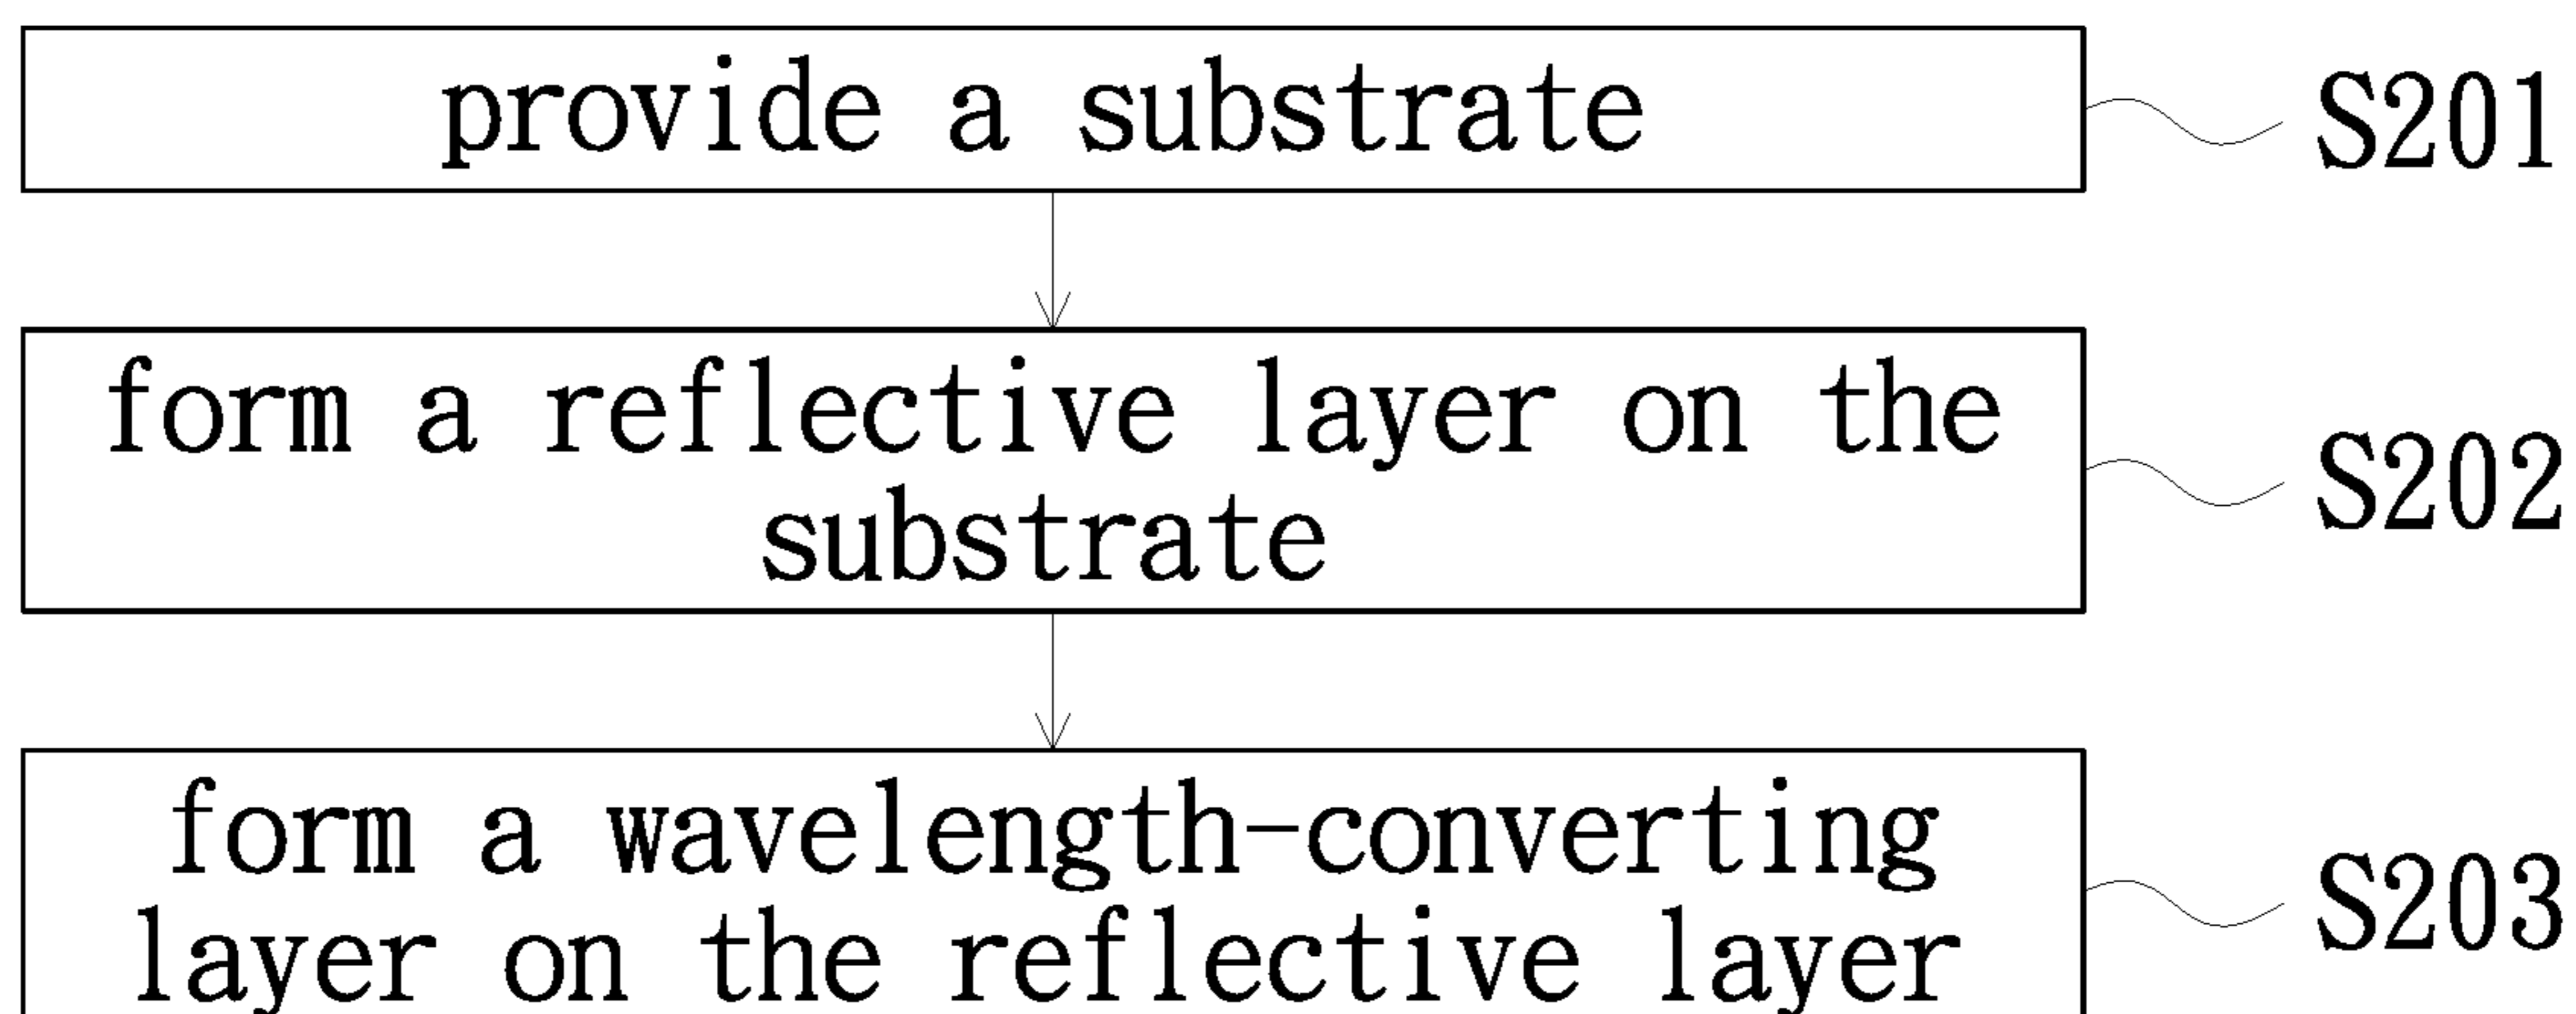 provide a substrate
S201
form a reflective layer on the
substrate
S202
form a wavelength-converting
layer on the reflective layer
S203